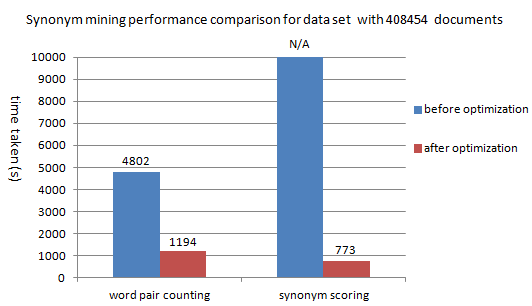 Synonym mining performance comparison for data set with 408454 documents
N/A
10000
9000
8000
7000
6000
5000
4000
3000
2000
1000
0
time taken(s)
4802
1194
773
before optimization
after optimization
word pair counting
synonym scoring